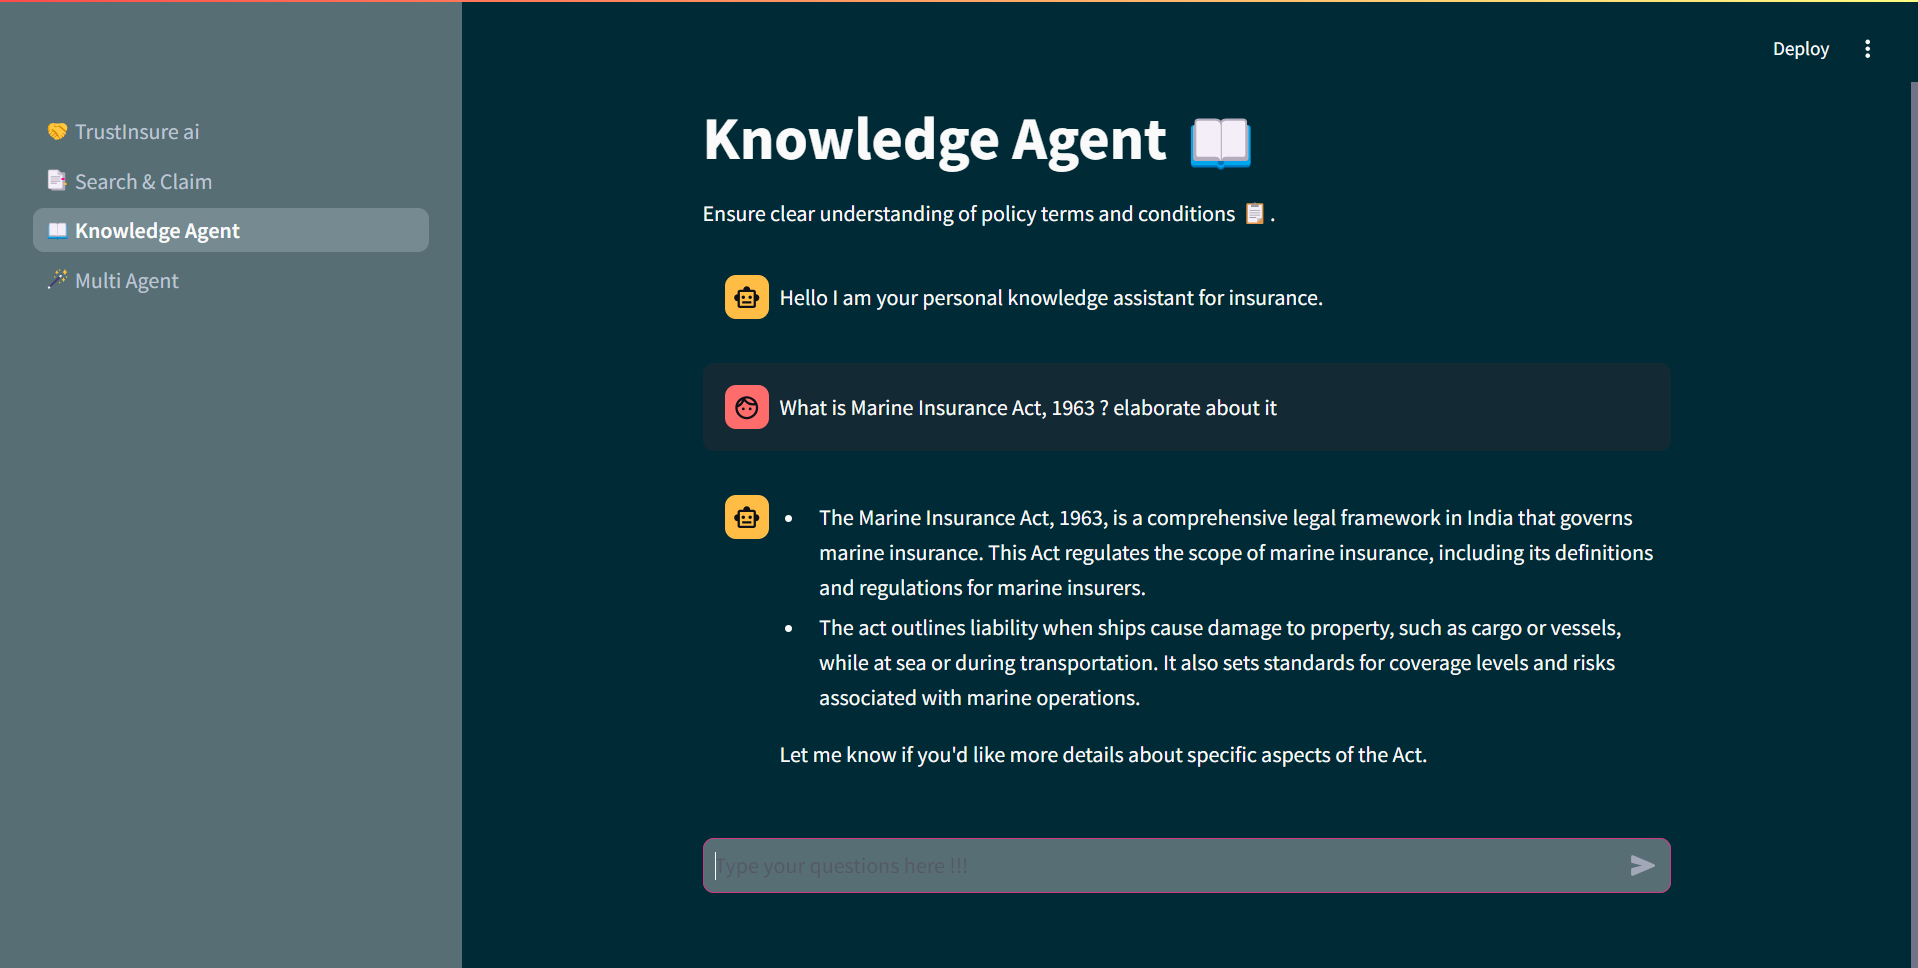 Deploy
TrustInsure ai
Search & Claim
Knowledge Agent
Multi Agent
Knowledge Agent
Ensure clear understanding of policy terms and conditions .
Hello I am your personal knowledge assistant for insurance.
What is Marine Insurance Act, 1963 ? elaborate about it
• The Marine Insurance Act, 1963, is a comprehensive legal framework in India that governs
marine insurance. This Act regulates the scope of marine insurance, including its definitions
and regulations for marine insurers.
• The act outlines liability when ships cause damage to property, such as cargo or vessels,
while at sea or during transportation. It also sets standards for coverage levels and risks
associated with marine operations.
Let me know if you'd like more details about specific aspects of the Act.
Type your questions here !!!